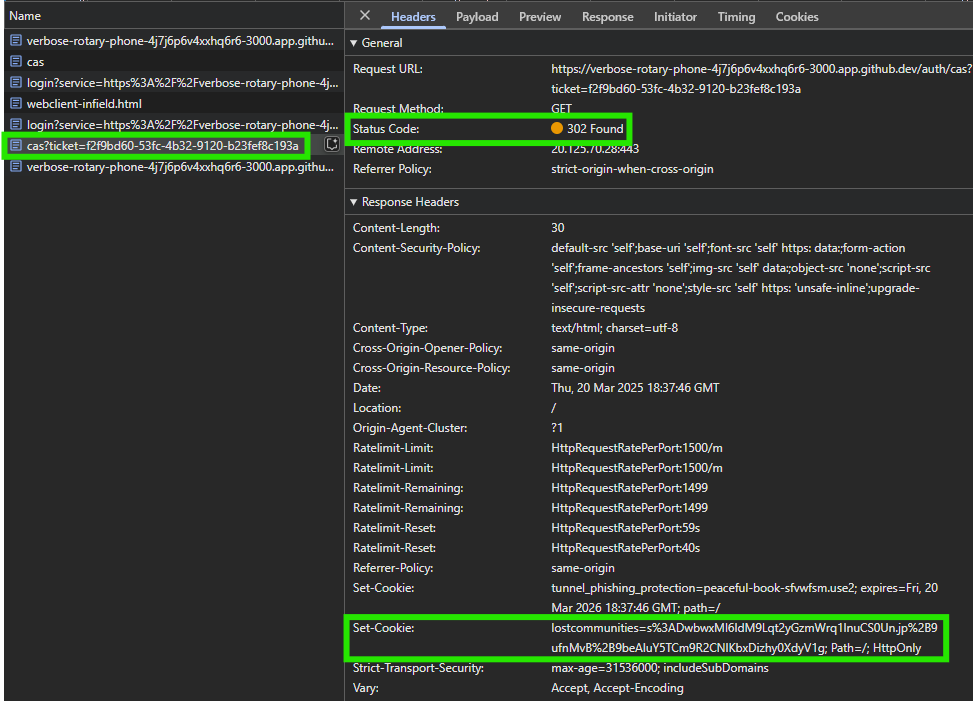 Name
verbose-rotary-phone-4j7j6p6v4xxhq6r6-3000.app.githu...
cas
login?service=https%3A%2F%2Fverbose-rotary-phone-4j...
webclient-infield.html
login?service=https%3A%2F%2Fverbose-rotary-phone-4j...
cas?ticket=f2f9bd60-53fc-4b32-9120-b23fef8c193a
verbose-rotary-phone-4j7j6p6v4xxhq6r6-3000.app.githu...
Headers Payload Preview Response Initiator Timing Cookies
General
Request URL: https://verbose-rotary-phone-4j7j6p6v4xxhq6r6-3000.app.github.dev/auth/cas?
ticket=f2f9bd60-53fc-4b32-9120-b23fef8c193a
Request Method: GET
Status Code: 302 Found
Remote Address: 20.125.70.28:443
Referrer Policy: strict-origin-when-cross-origin
Response Headers
Content-Length: 30
Content-Security-Policy: default-src 'self';base-uri 'self';font-src 'self' https: data:;form-action
'self';frame-ancestors 'self';img-src 'self' data:;object-src 'none';script-src
'self';script-src-attr 'none';style-src 'self' https: 'unsafe-inline';upgrade-
insecure-requests
Content-Type: text/html; charset=utf-8
Cross-Origin-Opener-Policy: same-origin
Cross-Origin-Resource-Policy: same-origin
Date: Thu, 20 Mar 2025 18:37:46 GMT
Location: /
Origin-Agent-Cluster: ?1
Ratelimit-Limit: HttpRequestRatePerPort:1500/m
Ratelimit-Limit: HttpRequestRatePerPort:1500/m
Ratelimit-Remaining: HttpRequestRatePerPort:1499
Ratelimit-Remaining: HttpRequestRatePerPort:1499
Ratelimit-Reset: HttpRequestRatePerPort:59s
Ratelimit-Reset: HttpRequestRatePerPort:40s
Referrer-Policy: same-origin
Set-Cookie: tunnel_phishing_protection=peaceful-book-sfvwfsm.use2; expires=Fri, 20
Mar 2026 18:37:46 GMT; path=/
Set-Cookie: lostcommunities=s%3ADwbwxMl6IdM9Lqt2yGzmWrq1InuCS0Un.jp%2B9
ufnMvB%2B9beAluY5TCm9R2CNlKbxDizhy0XdyV1g; Path=/; HttpOnly
Strict-Transport-Security: max-age=31536000; includeSubDomains
Vary: Accept, Accept-Encoding